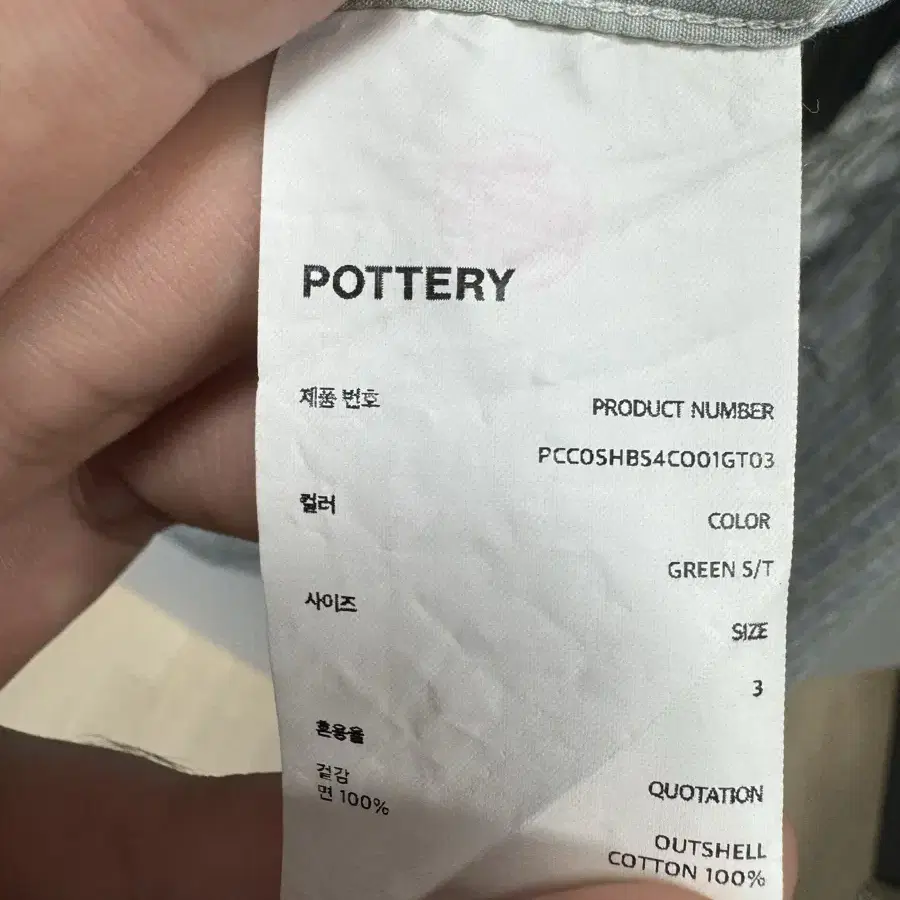 POTTERY
제품 번호
PRODUCT NUMBER
PCC0SHBS4C001GT03
컬러
COLOR
GREEN S/T
사이즈
SIZE
3
혼용율
QUOTATION
겉감
면 100%
OUTSHELL
COTTON 100%